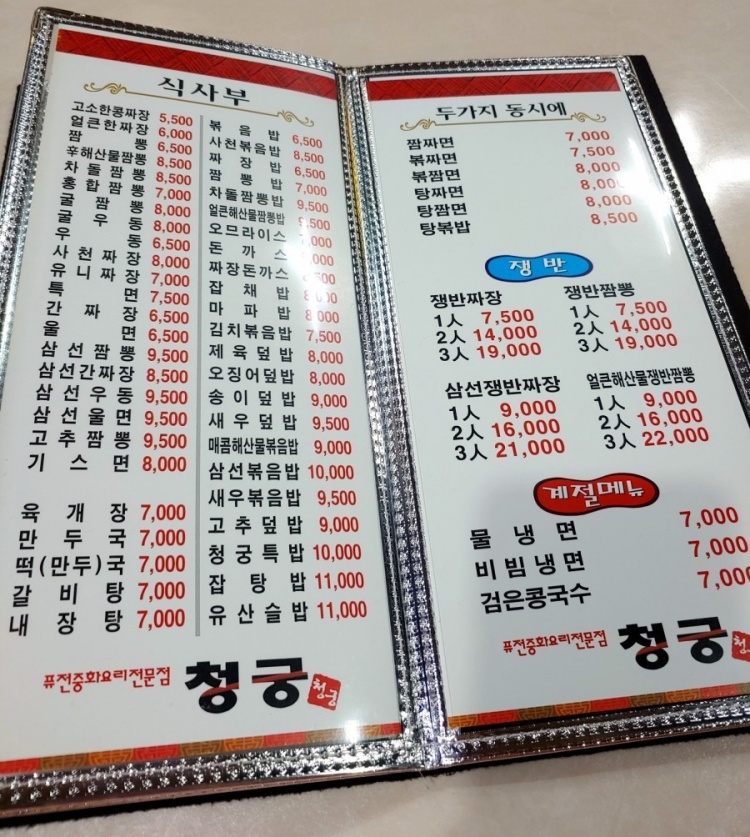 식사부
고소한콩짜장 5,500
얼큰한짜장 6,000
짬 뽕 6,500
辛해산물짬뽕 8,500
차돌짬뽕 8,500
홍합짬뽕 7,000
굴 짬 뽕 8,000
굴 우 동 8,000
우 동 6,500
사천짜장 8,000
유니짜장 7,000
특 면 7,500
간 짜 장 6,500
울 면 6,500
삼선짬뽕 9,500
삼선간짜장 8,500
삼선우동 9,500
삼선울면 9,500
고추짬뽕 9,500
기 스 면 8,000
육 개 장 7,000
만 두 국 7,000
떡(만두)국 7,000
갈 비 탕 7,000
내 장 탕 7,000
볶 음 밥 6,500
사천볶음밥 8,500
짜 장 밥 6,500
짬 뽕 밥 7,000
차돌짬뽕밥 9,500
얼큰해산물짬뽕밥
오므라이스
돈 까 스
짜장돈까스
잡 채 밥 8,000
마 파 밥 8,000
김치볶음밥 7,500
제육덮밥 8,000
오징어덮밥 8,000
송이덮밥 9,000
새우덮밥 9,500
매콤해산물볶음밥 9,000
삼선볶음밥 10,000
새우볶음밥 9,500
고추덮밥 9,000
청궁특밥 10,000
잡 탕 밥 11,000
유산슬밥 11,000
퓨전중화요리전문점 청궁 청궁
두가지 동시에
짬짜면 7,000
볶짜면 7,500
볶짬면 8,000
탕짜면 8,000
탕짬면 8,000
탕볶밥 8,500
쟁반
쟁반짜장
1人 7,500
2人 14,000
3人 19,000
쟁반짬뽕
1人 7,500
2人 14,000
3人 19,000
삼선쟁반짜장
1人 9,000
2人 16,000
3人 21,000
얼큰해산물쟁반짬뽕
1人 9,000
2人 16,000
3人 22,000
계절메뉴
물 냉 면 7,000
비빔냉면 7,000
검은콩국수 7,000
퓨전중화요리전문점 청궁